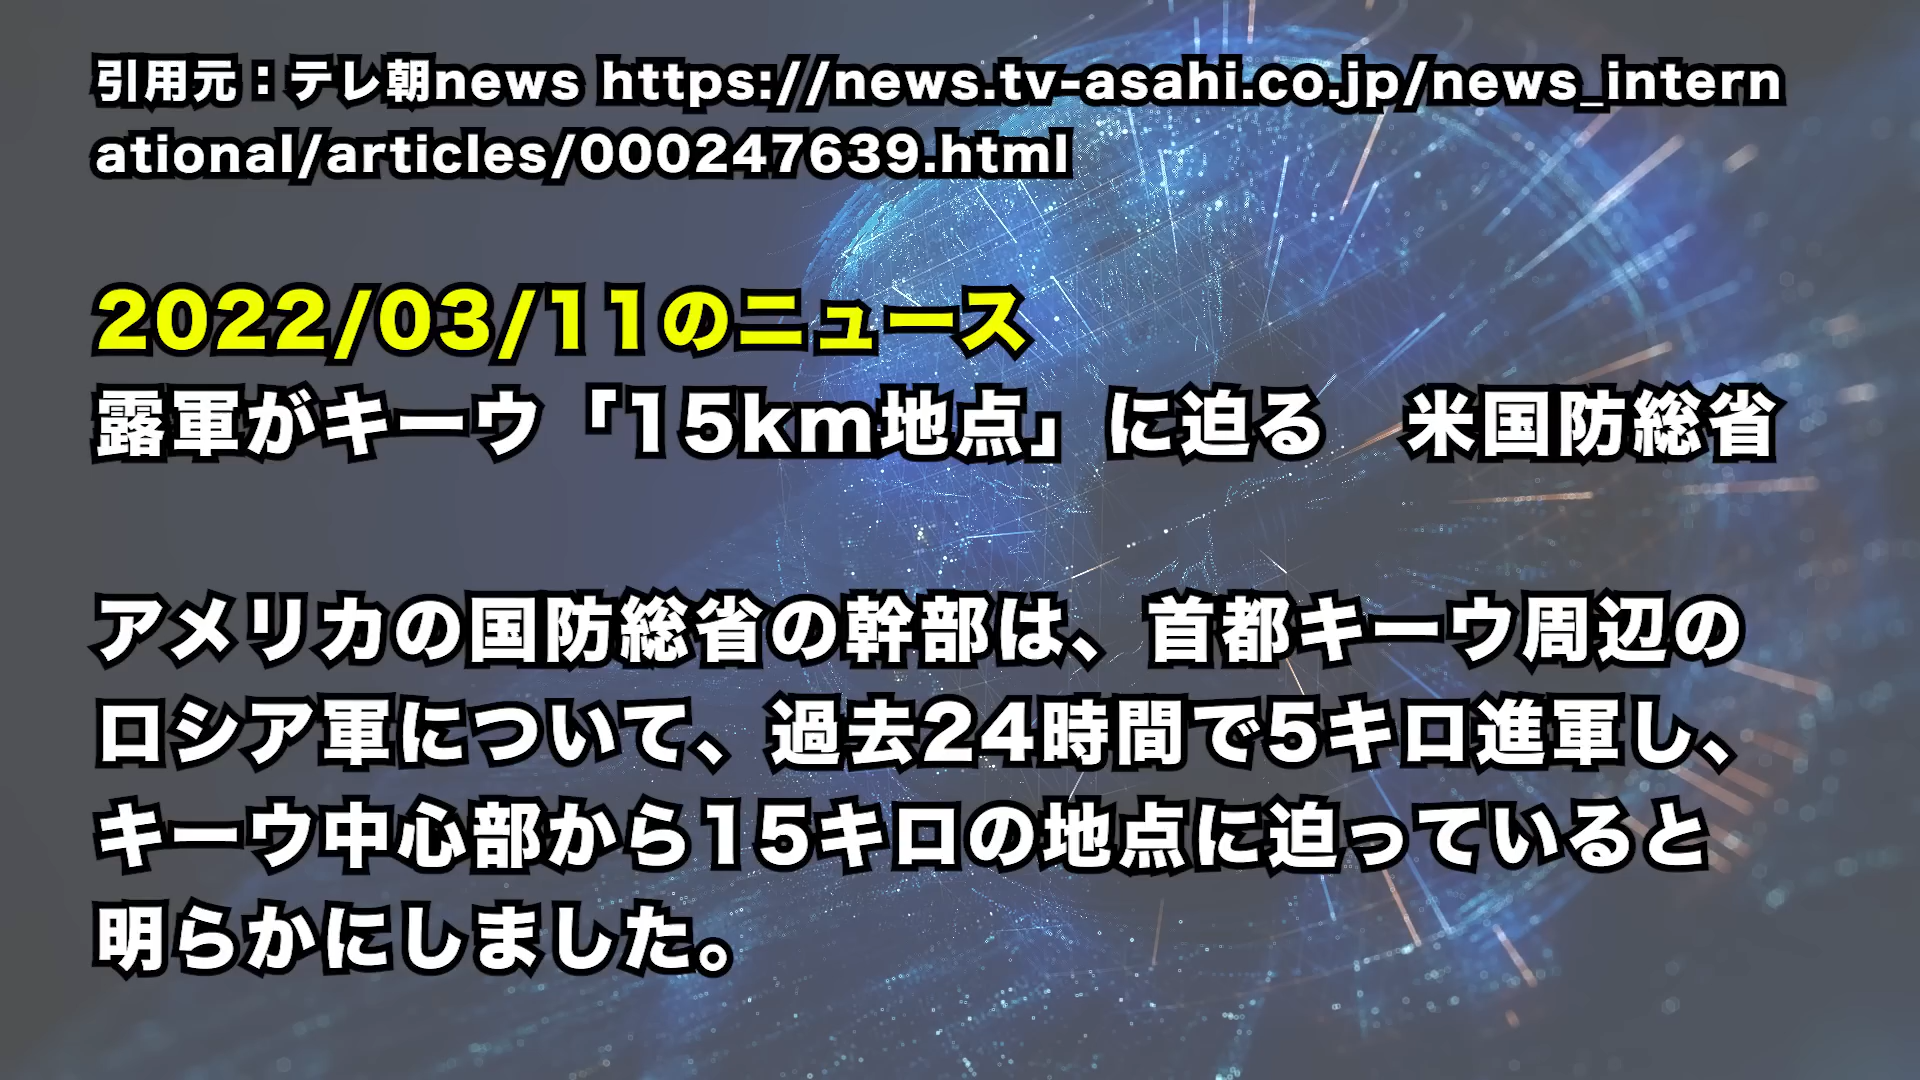 引用元：テレ朝news https://news.tv-asahi.co.jp/news_intern
ational/articles/000247639.html
2022/03/11のニュース
露軍がキーウ「15km地点」に迫る　米国防総省
アメリカの国防総省の幹部は、首都キーウ周辺の
ロシア軍について、過去24時間で5キロ進軍し、
キーウ中心部から15キロの地点に迫っていると
明らかにしました。